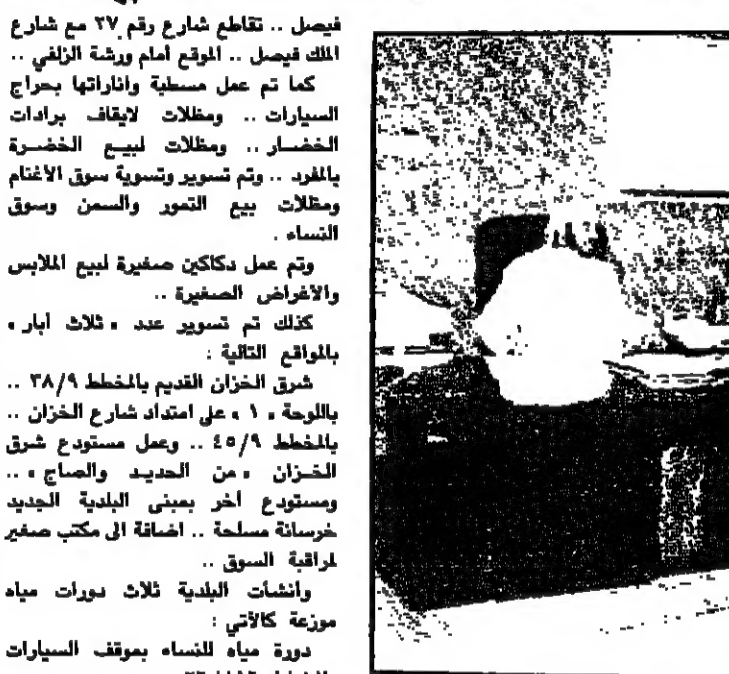 فيصل .. تقاطع شارع رقم ٢٧ مع شارع
الملك فيصل .. الموقع أمام ورشة الزلفي ..
كما تم عمل مسطبة واناراتها بحراج
السيارات .. ومظلات لايقاف برادات
الخضار .. ومظلات لبيع الخضرة
بالمفرد .. وتم تسوير وتسوية سوق الأغنام
ومظلات بيع التمور والسمن وسوق
النساء .
وتم عمل دكاكين صغيرة لبيع الملابس
والأغراض الصغيرة ..
كذلك تم تسوير عدد « ثلاث أبار »
بالمواقع التالية :
شرق الخزان القديم بالمخطط ٣٨/٩ ..
باللوحة « ١ » على امتداد شارع الخزان ..
بالمخطط ٤٥/٩ .. وعمل مستودع شرق
الخزان « من الحديد والصاج » ..
ومستودع أخر بمبنى البلدية الجديد
خرسانة مسلحة .. اضافة الى مكتب صغير
لمراقبة السوق ..
وأنشأت البلدية ثلاث دورات مياه
موزعة كالأتي :
دورة مياه للنساء بموقف السيارات